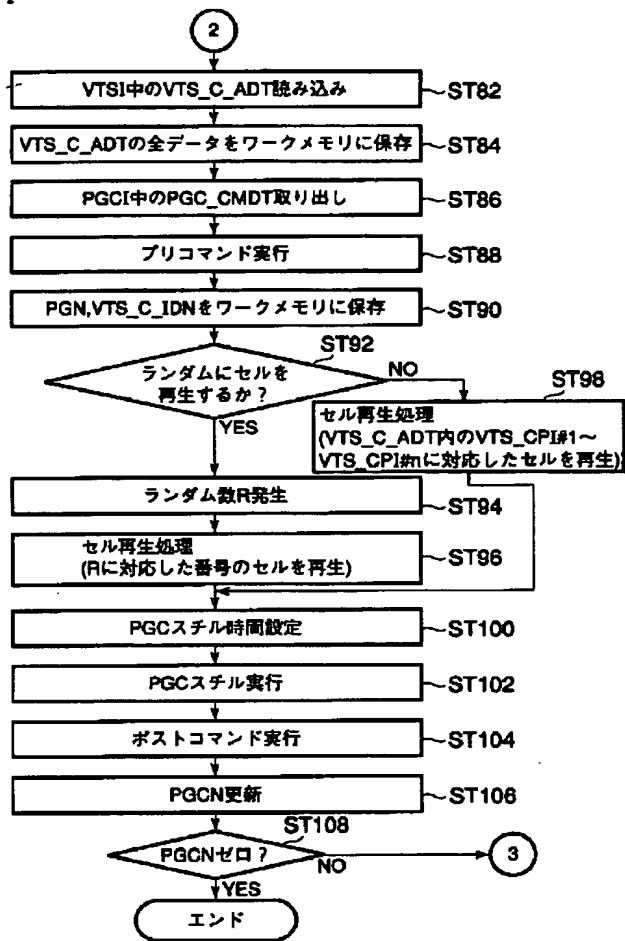 2
VTSI中のVTS_C_ADT読み込み
ST82
VTS_C_ADTの全データをワークメモリに保存
ST84
PGCI中のPGC_CMDT取り出し
ST86
プリコマンド実行
ST88
PGN,VTS_C_IDNをワークメモリに保存
ST90
ST92
ランダムにセルを
再生するか？
NO
YES
ST98
セル再生処理
(VTS_C_ADT内のVTS_CPI#1～
VTS_CPI#nに対応したセルを再生)
ランダム数R発生
ST94
セル再生処理
(Rに対応した番号のセルを再生)
ST96
PGCスチル時間設定
ST100
PGCスチル実行
ST102
ポストコマンド実行
ST104
PGCN更新
ST106
ST108
PGCNゼロ？
NO
3
YES
エンド